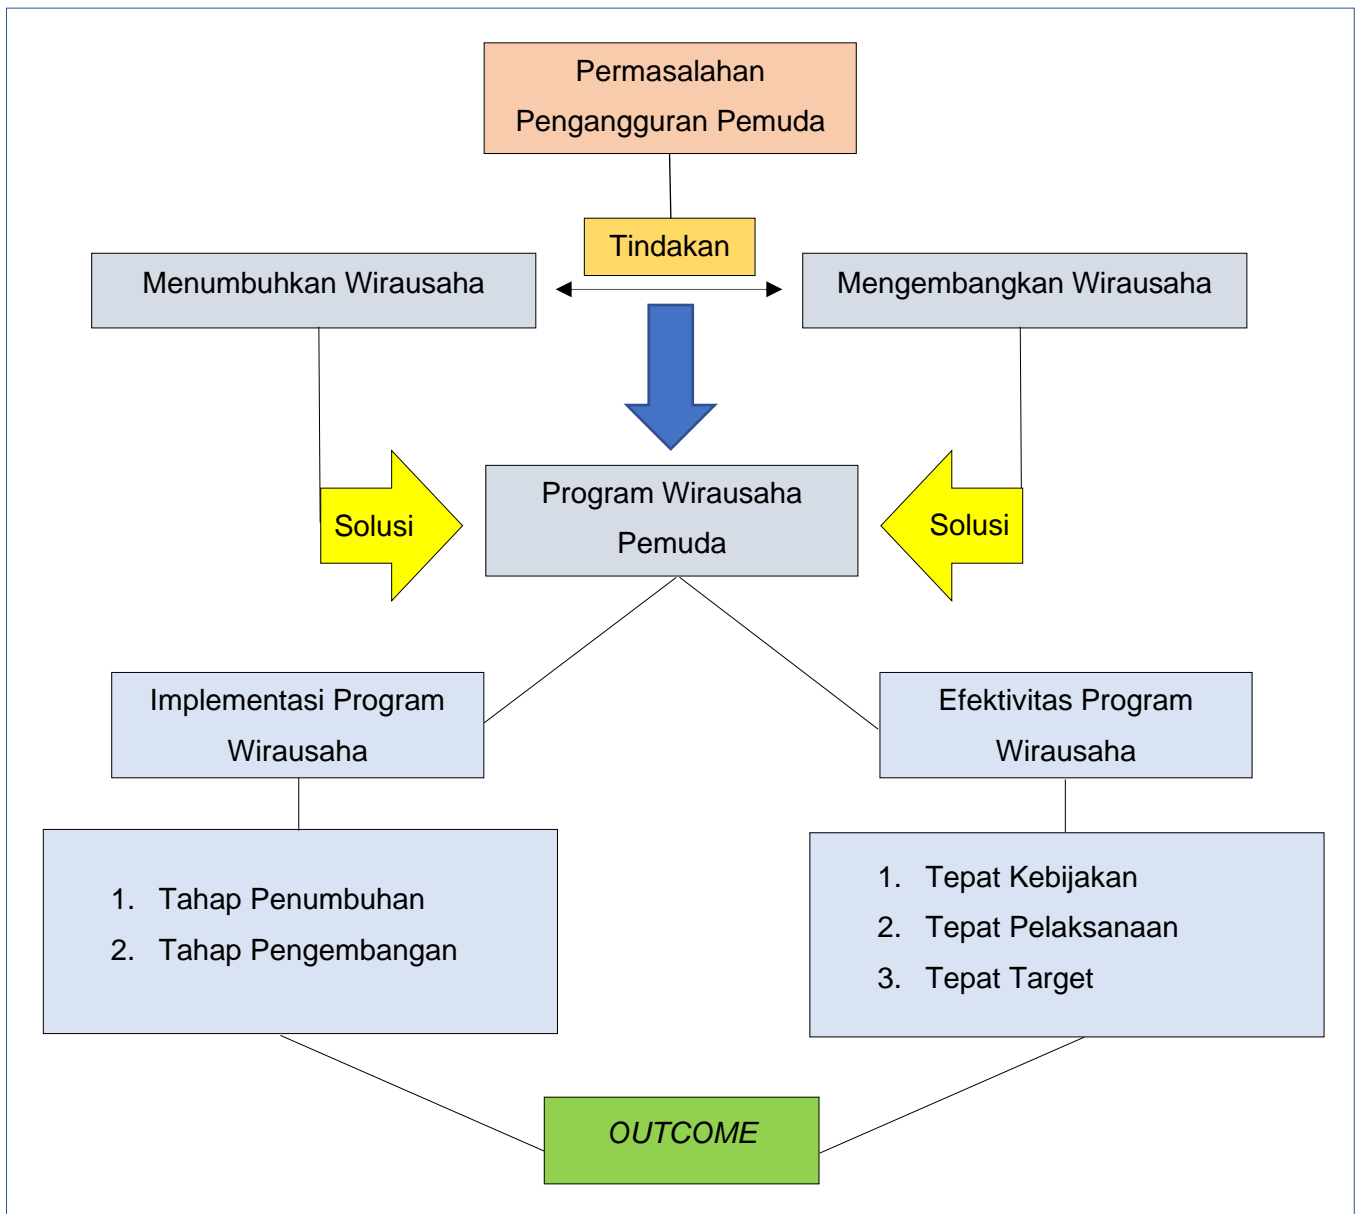 Permasalahan
Pengangguran Pemuda
Tindakan
Menumbuhkan Wirausaha
Mengembangkan Wirausaha
Solusi
Program Wirausaha
Pemuda
Solusi
Implementasi Program
Wirausaha
Efektivitas Program
Wirausaha
1. Tahap Penumbuhan
2. Tahap Pengembangan
1. Tepat Kebijakan
2. Tepat Pelaksanaan
3. Tepat Target
OUTCOME